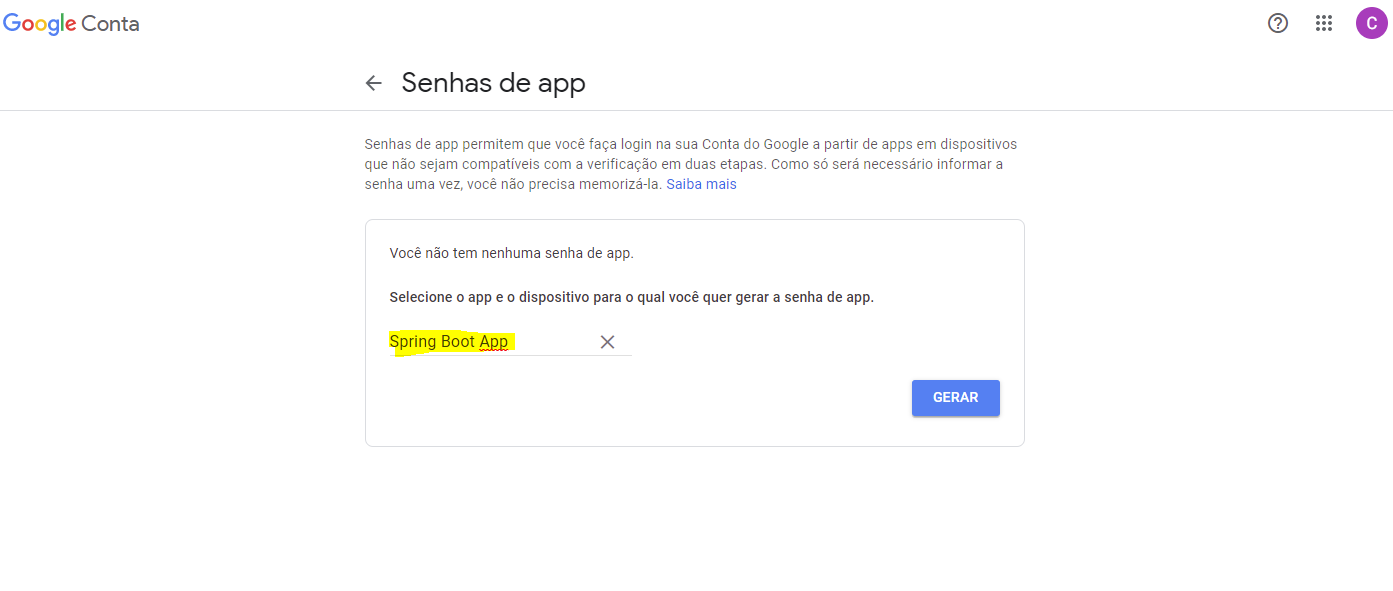 Google Conta
C
Senhas de app
Senhas de app permitem que você faça login na sua Conta do Google a partir de apps em dispositivos
que não sejam compatíveis com a verificação em duas etapas. Como só será necessário informar a
senha uma vez, você não precisa memorizá-la. Saiba mais
Você não tem nenhuma senha de app.
Selecione o app e o dispositivo para o qual você quer gerar a senha de app.
Spring Boot App
GERAR